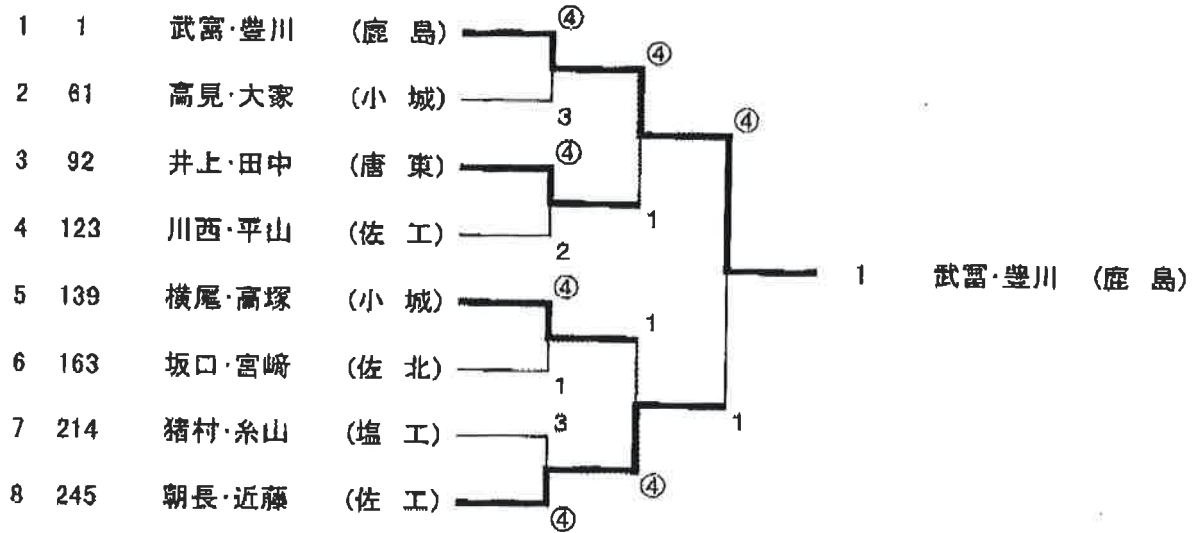 ④
1 1 武富・豊川 (鹿 島)
④
2 61 高見・大家 (小 城)
3
④
④
3 92 井上・田中 (唐 東)
1
4 123 川西・平山 (佐 工)
2
1 武富・豊川 (鹿 島)
④
5 139 横尾・高塚 (小 城)
1
6 163 坂口・宮﨑 (佐 北)
1
3
1
7 214 猪村・糸山 (塩 工)
④
8 245 朝長・近藤 (佐 工)
④